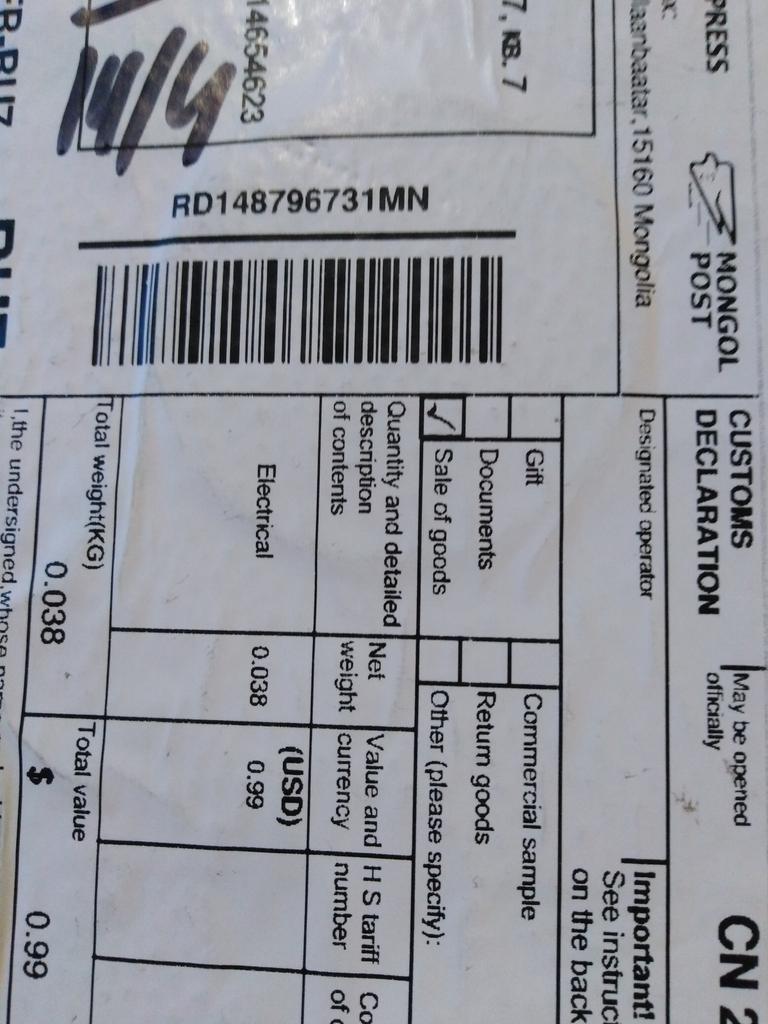 PRESS
MONGOL
POST
laanbaatar,15160 Mongolia
7, КВ. 7
14654623
RD148796731MN
CUSTOMS
DECLARATION
May be opened
officially
CN 2
Designated operator
Important!
See instruc
on the back
Gift
Commercial sample
Documents
Return goods
✓ Sale of goods
Other (please specify):
Quantity and detailed
description
of contents
Net
weight
Value and
currency
H S tariff
number
Co
of
(USD)
Electrical
0.038
0.99
Total weight(KG)
0.038
Total value
$ 0.99
I,the undersigned,whose